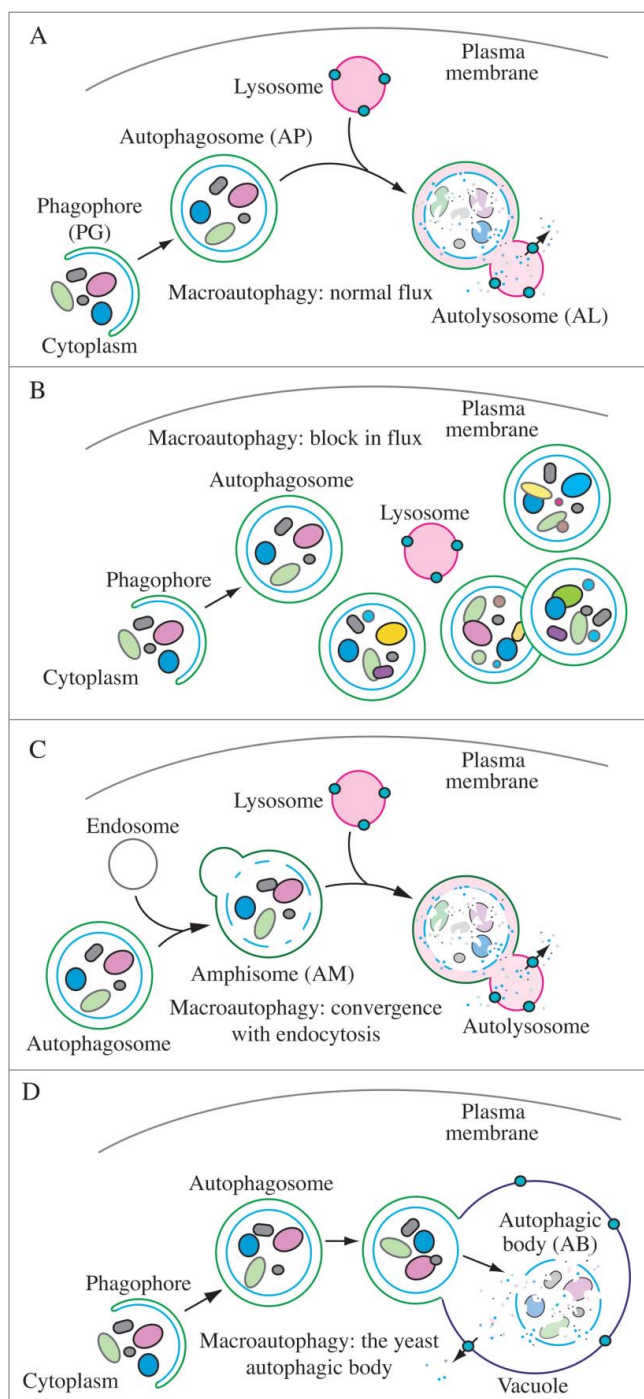 A
Plasma
membrane
Lysosome
Autophagosome (AP)
Phagophore
(PG)
Macroautophagy: normal flux
Autolysosome (AL)
Cytoplasm
B
Plasma
membrane
Macroautophagy: block in flux
Autophagosome
Lysosome
Phagophore
Cytoplasm
C
Plasma
membrane
Lysosome
Endosome
Amphisome (AM)
Macroautophagy: convergence
with endocytosis
Autolysosome
Autophagosome
D
Plasma
membrane
Autophagosome
Autophagic
body (AB)
Phagophore
Macroautophagy: the yeast
autophagic body
Cytoplasm
Vacuole